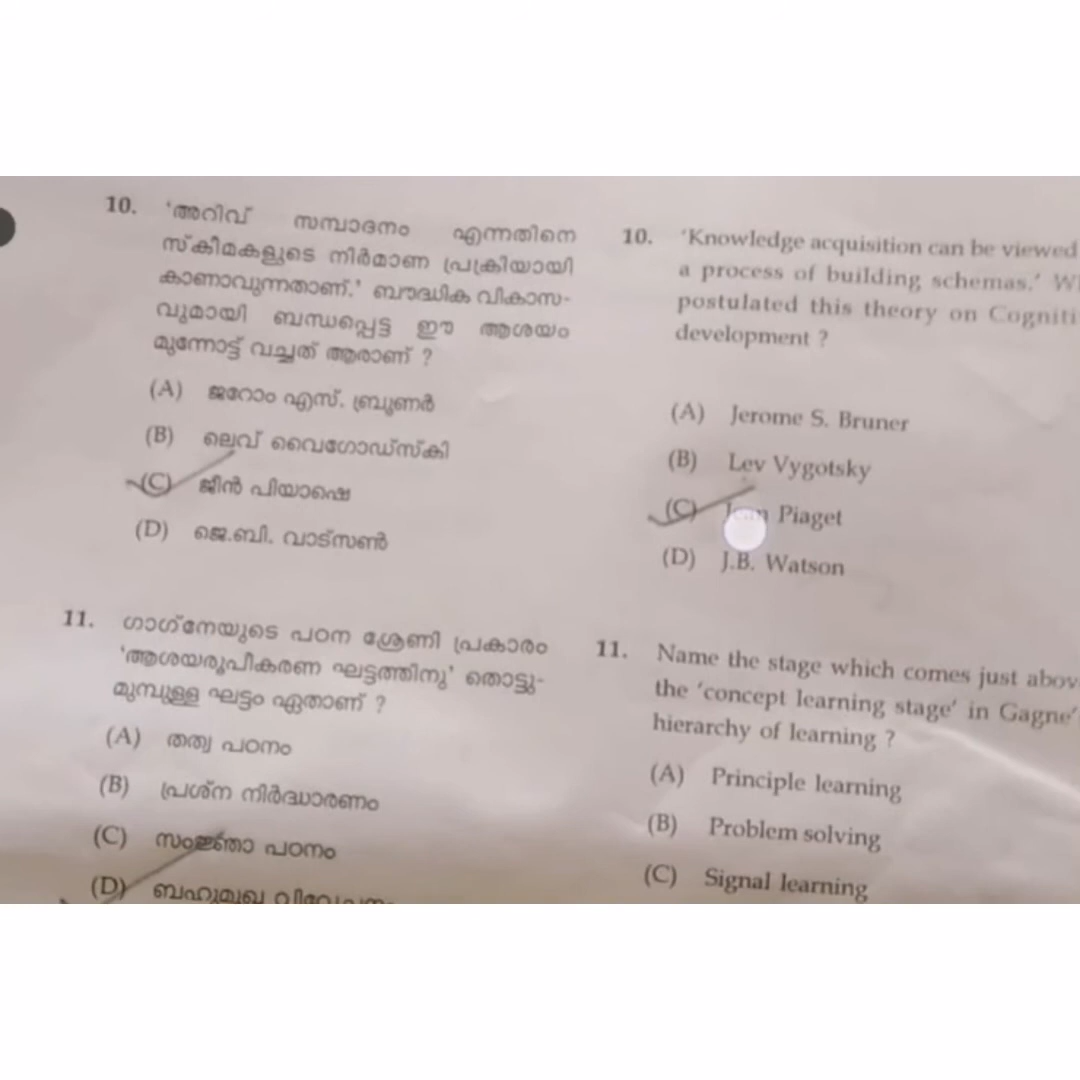 10. 'അറിവ് സമ്പാദനം എന്നതിനെ
സ്കീമകളുടെ നിർമാണ പ്രക്രിയയായി
കാണാവുന്നതാണ്.' ബൗദ്ധിക വികാസ-
വുമായി ബന്ധപ്പെട്ട ഈ ആശയം
മുന്നോട്ട് വച്ചത് ആരാണ് ?
(A) ജറോം എസ്. ബ്രൂണർ
(B) ലെവ് വൈഗോഡ്സ്കി
(C) ജീൻ പിയാഷെ
(D) ജെ.ബി. വാട്സൺ
11. ഗാഗ്നേയുടെ പഠന ശ്രേണി പ്രകാരം
'ആശയരൂപീകരണ ഘട്ടത്തിനു' തൊട്ടു-
മുമ്പുള്ള ഘട്ടം ഏതാണ് ?
(A) തത്വ പഠനം
(B) പ്രശ്ന നിർദ്ധാരണം
(C) സംജ്ഞാ പഠനം
(D) ബഹുമുഖ
10. 'Knowledge acquisition can be viewed
a process of building schemas.'
postulated this theory on
development ?
(A) Jerome S. Bruner
(B) Lev Vygotsky
(C) Jean Piaget
(D) J.B. Watson
11. Name the stage which comes just
the 'concept learning stage' in Gagne'
hierarchy of learning ?
(A) Principle learning
(B) Problem solving
(C) Signal learning